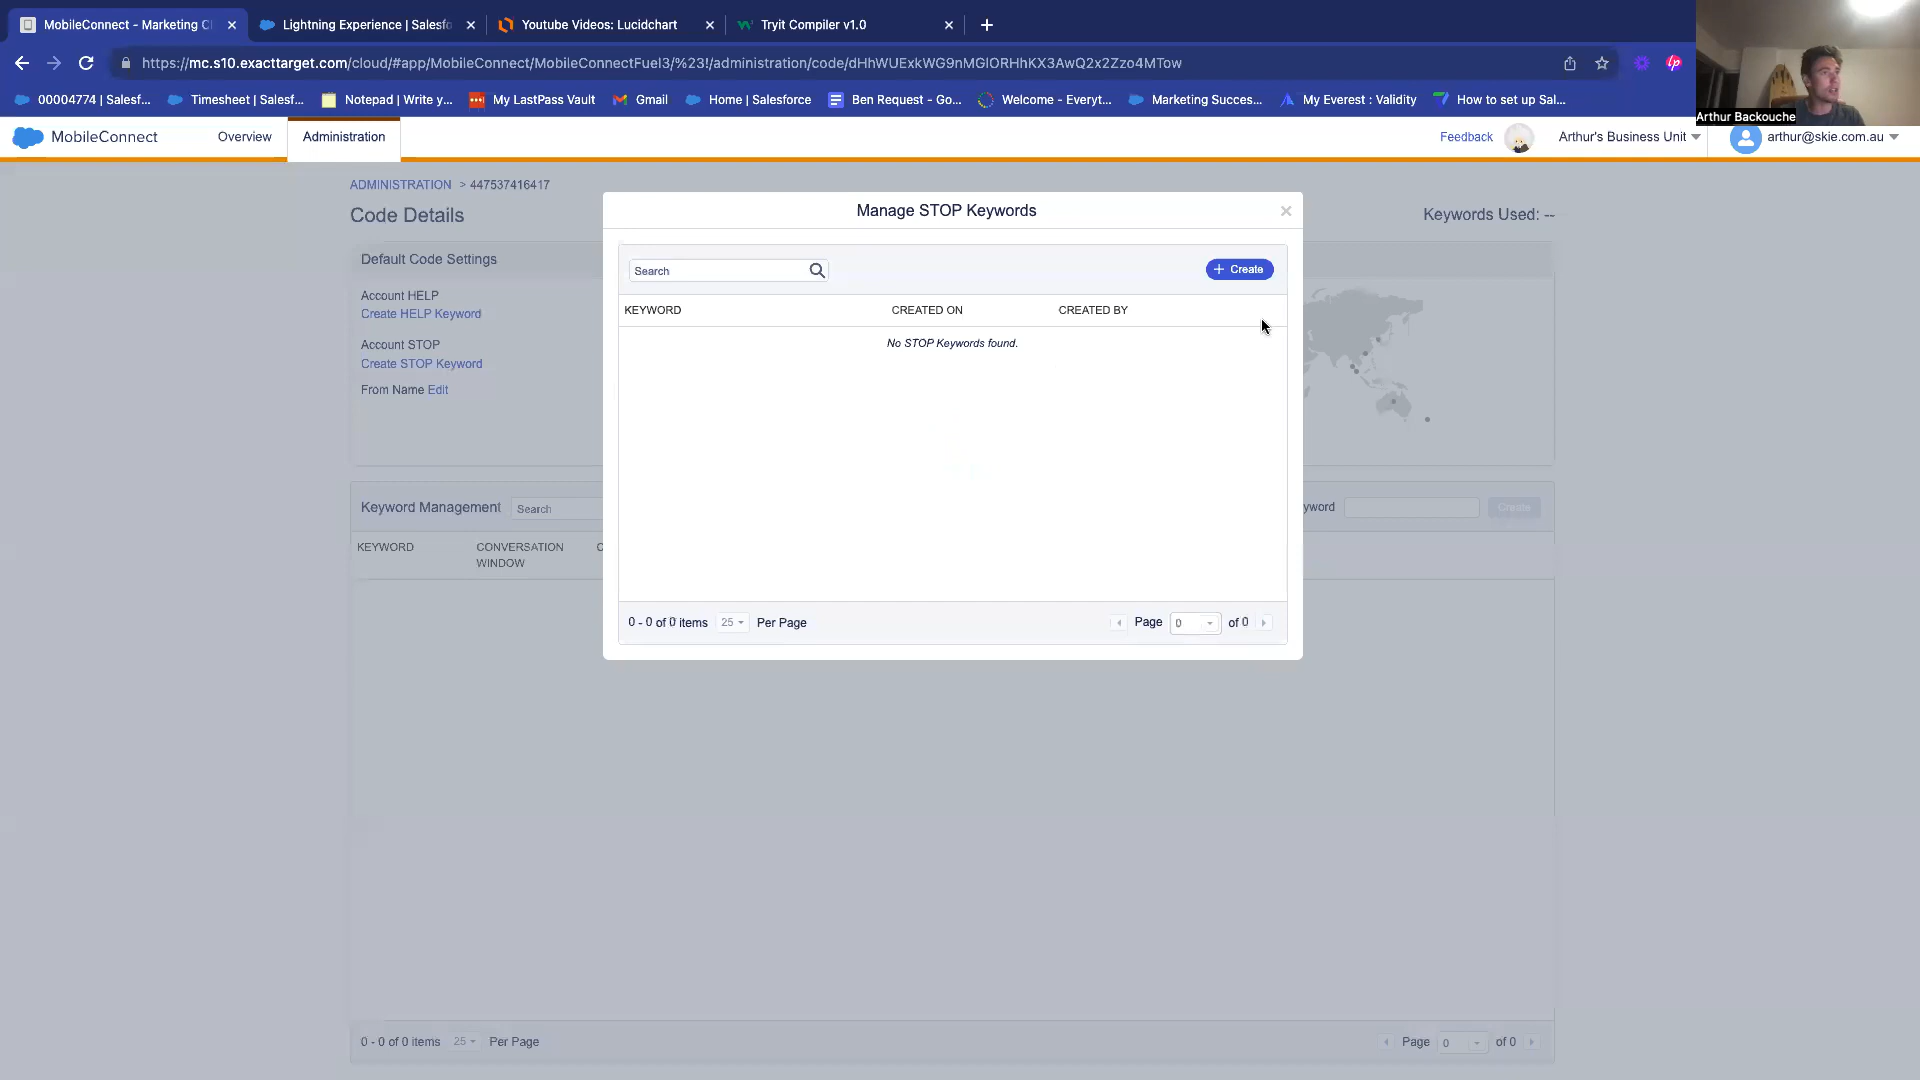 MobileConnect - Marketing Cl
Lightning Experience | Salesfo
Youtube Videos: Lucidchart
Tryit Compiler v1.0
https://mc.s10.exacttarget.com/cloud/#app/MobileConnect/MobileConnectFuel3/%23!/administration/code/dHhWUExkWG9nMGlORHhKX3AwQ2x2Zzo4MTow
00004774 | Salesf...
Timesheet | Salesf...
Notepad | Write y...
My LastPass Vault
Gmail
Home | Salesforce
Ben Request - Go...
Welcome - Everyt...
Marketing Succes...
My Everest : Validity
How to set up Sal...
Arthur Backouche
MobileConnect
Overview
Administration
Feedback
Arthur's Business Unit
arthur@skie.com.au
ADMINISTRATION > 447537416417
Code Details
Keywords Used: --
Default Code Settings
Account HELP
Create HELP Keyword
Account STOP
Create STOP Keyword
From Name Edit
Manage STOP Keywords
Search
+ Create
KEYWORD
CREATED ON
CREATED BY
No STOP Keywords found.
0 - 0 of 0 items
25
Per Page
Page
0
of 0
Keyword Management
Search
yword
Create
KEYWORD
CONVERSATION
WINDOW
C
0 - 0 of 0 items
25
Per Page
Page
0
of 0